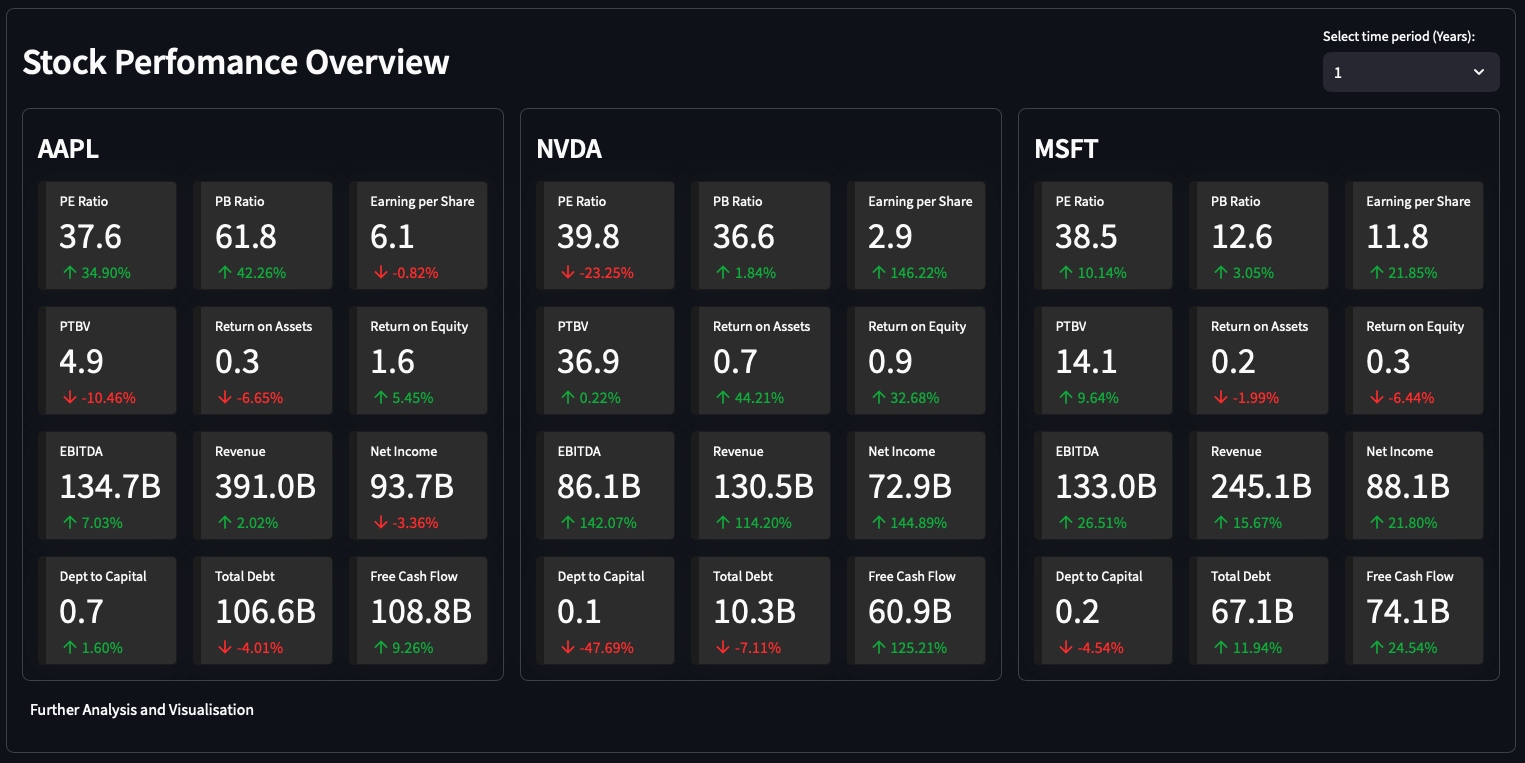 Stock Perfomance Overview
Select time period (Years):
1
AAPL
PE Ratio
37.6
↑ 34.90%
PB Ratio
61.8
↑ 42.26%
Earning per Share
6.1
↓ -0.82%
PTBV
4.9
↓ -10.46%
Return on Assets
0.3
↓ -6.65%
Return on Equity
1.6
↑ 5.45%
EBITDA
134.7B
↑ 7.03%
Revenue
391.0B
↑ 2.02%
Net Income
93.7B
↓ -3.36%
Dept to Capital
0.7
↑ 1.60%
Total Debt
106.6B
↓ -4.01%
Free Cash Flow
108.8B
↑ 9.26%
NVDA
PE Ratio
39.8
↓ -23.25%
PB Ratio
36.6
↑ 1.84%
Earning per Share
2.9
↑ 146.22%
PTBV
36.9
↑ 0.22%
Return on Assets
0.7
↑ 44.21%
Return on Equity
0.9
↑ 32.68%
EBITDA
86.1B
↑ 142.07%
Revenue
130.5B
↑ 114.20%
Net Income
72.9B
↑ 144.89%
Dept to Capital
0.1
↓ -47.69%
Total Debt
10.3B
↓ -7.11%
Free Cash Flow
60.9B
↑ 125.21%
MSFT
PE Ratio
38.5
↑ 10.14%
PB Ratio
12.6
↑ 3.05%
Earning per Share
11.8
↑ 21.85%
PTBV
14.1
↑ 9.64%
Return on Assets
0.2
↓ -1.99%
Return on Equity
0.3
↓ -6.44%
EBITDA
133.0B
↑ 26.51%
Revenue
245.1B
↑ 15.67%
Net Income
88.1B
↑ 21.80%
Dept to Capital
0.2
↓ -4.54%
Total Debt
67.1B
↑ 11.94%
Free Cash Flow
74.1B
↑ 24.54%
Further Analysis and Visualisation